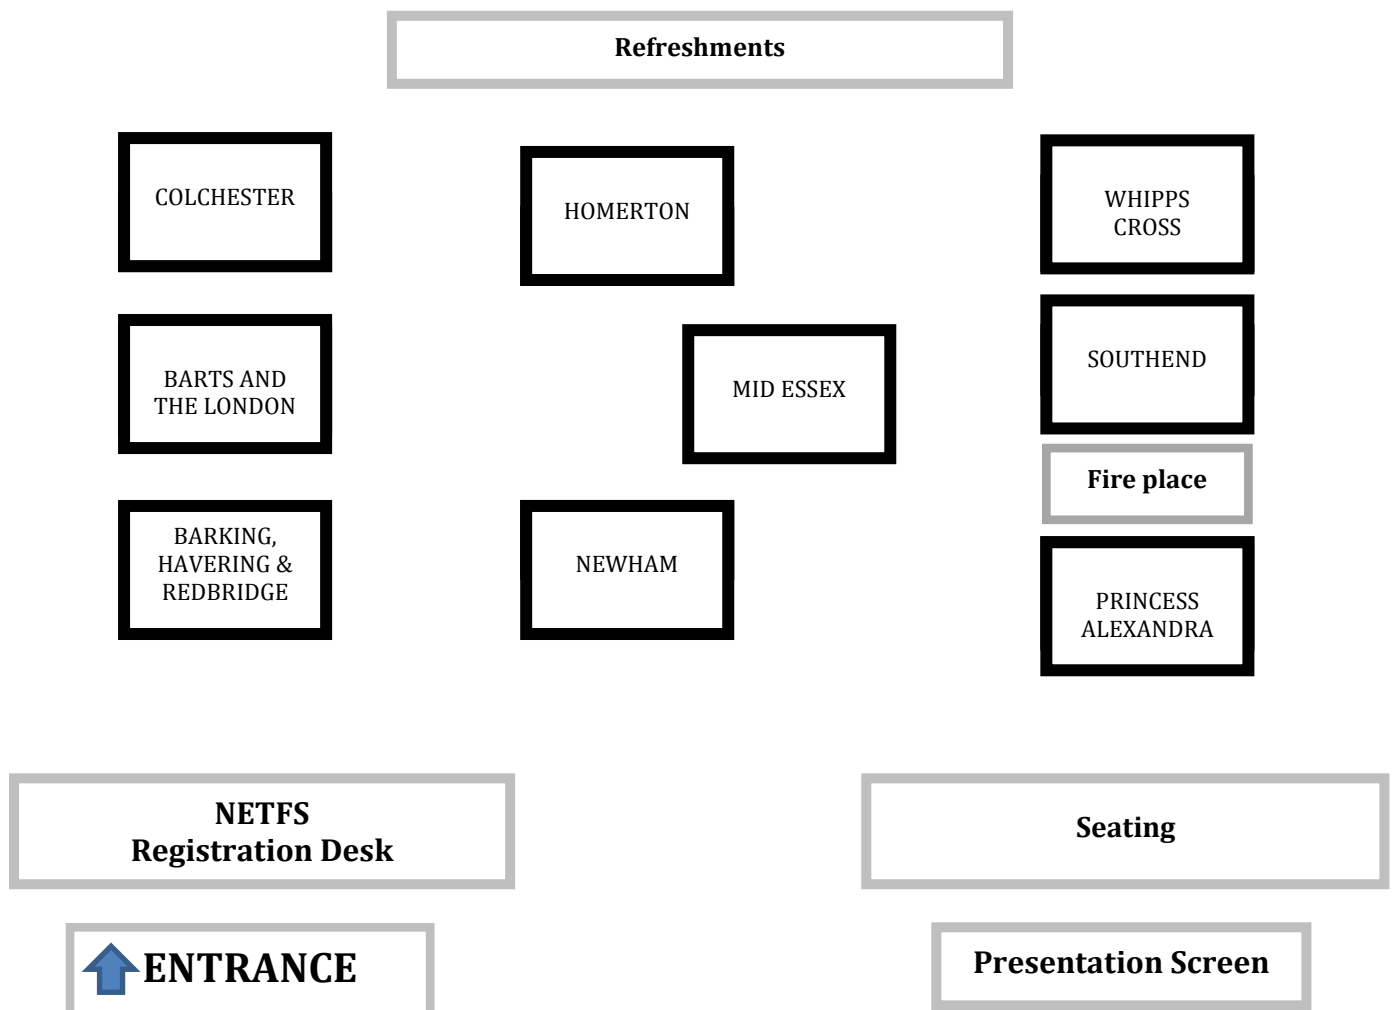 Refreshments
COLCHESTER
HOMERTON
WHIPPS
CROSS
BARTS AND
THE LONDON
MID ESSEX
SOUTHEND
Fire place
BARKING,
HAVERING &
REDBRIDGE
NEWHAM
PRINCESS
ALEXANDRA
NETFS
Registration Desk
Seating
ENTRANCE
Presentation Screen